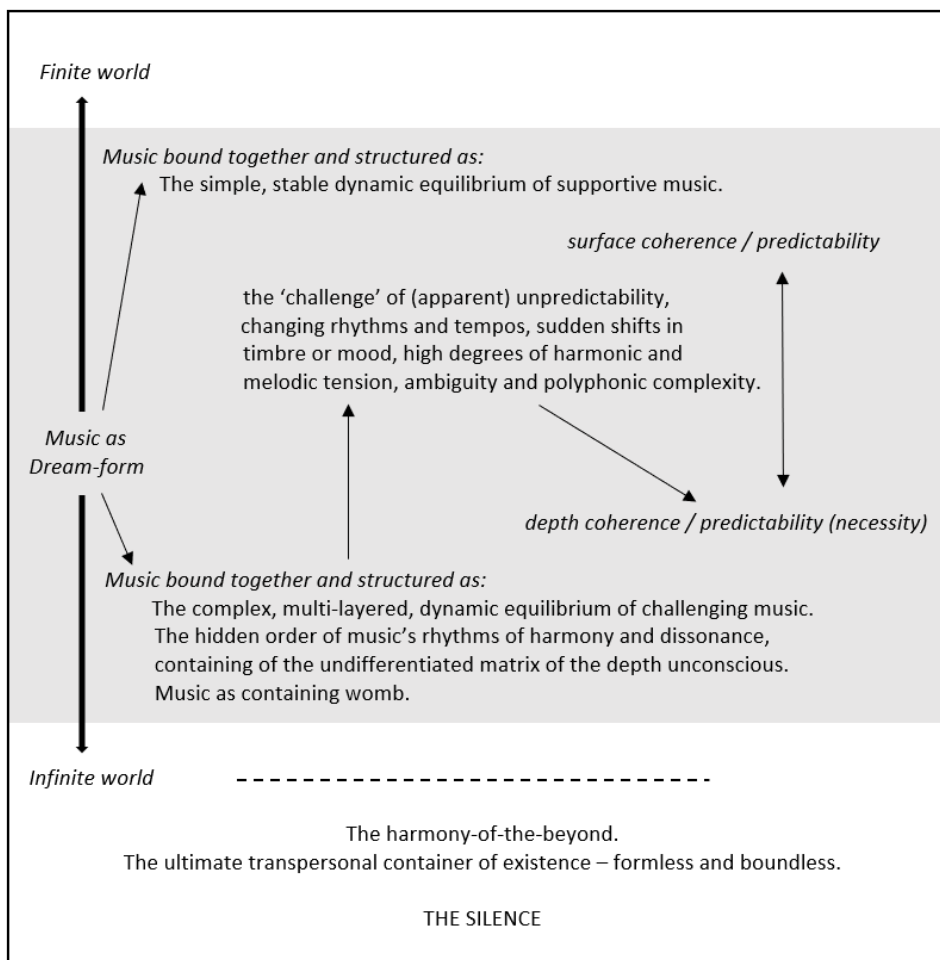 Finite world
Music bound together and structured as:
The simple, stable dynamic equilibrium of supportive music.
surface coherence / predictability
the ‘challenge’ of (apparent) unpredictability,
changing rhythms and tempos, sudden shifts in
timbre or mood, high degrees of harmonic and
melodic tension, ambiguity and polyphonic complexity.
Music as
Dream-form
depth coherence / predictability (necessity)
Music bound together and structured as:
The complex, multi-layered, dynamic equilibrium of challenging music.
The hidden order of music’s rhythms of harmony and dissonance,
containing of the undifferentiated matrix of the depth unconscious.
Music as containing womb.
Infinite world
The harmony-of-the-beyond.
The ultimate transpersonal container of existence – formless and boundless.
THE SILENCE